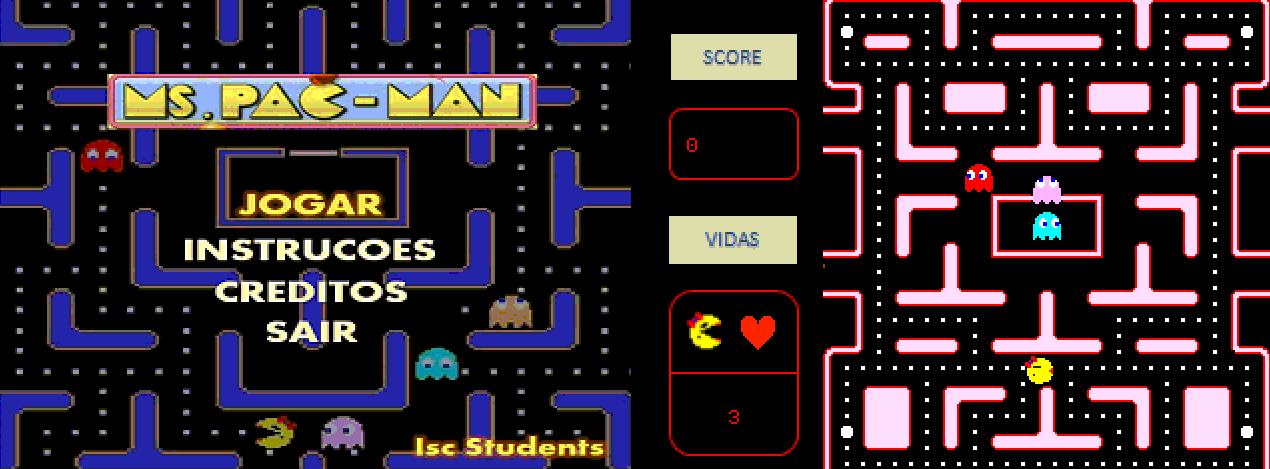 MS. PAC-MAN
JOGAR
INSTRUCOES
CREDITOS
SAIR
Isc Students
SCORE
0
VIDAS
3